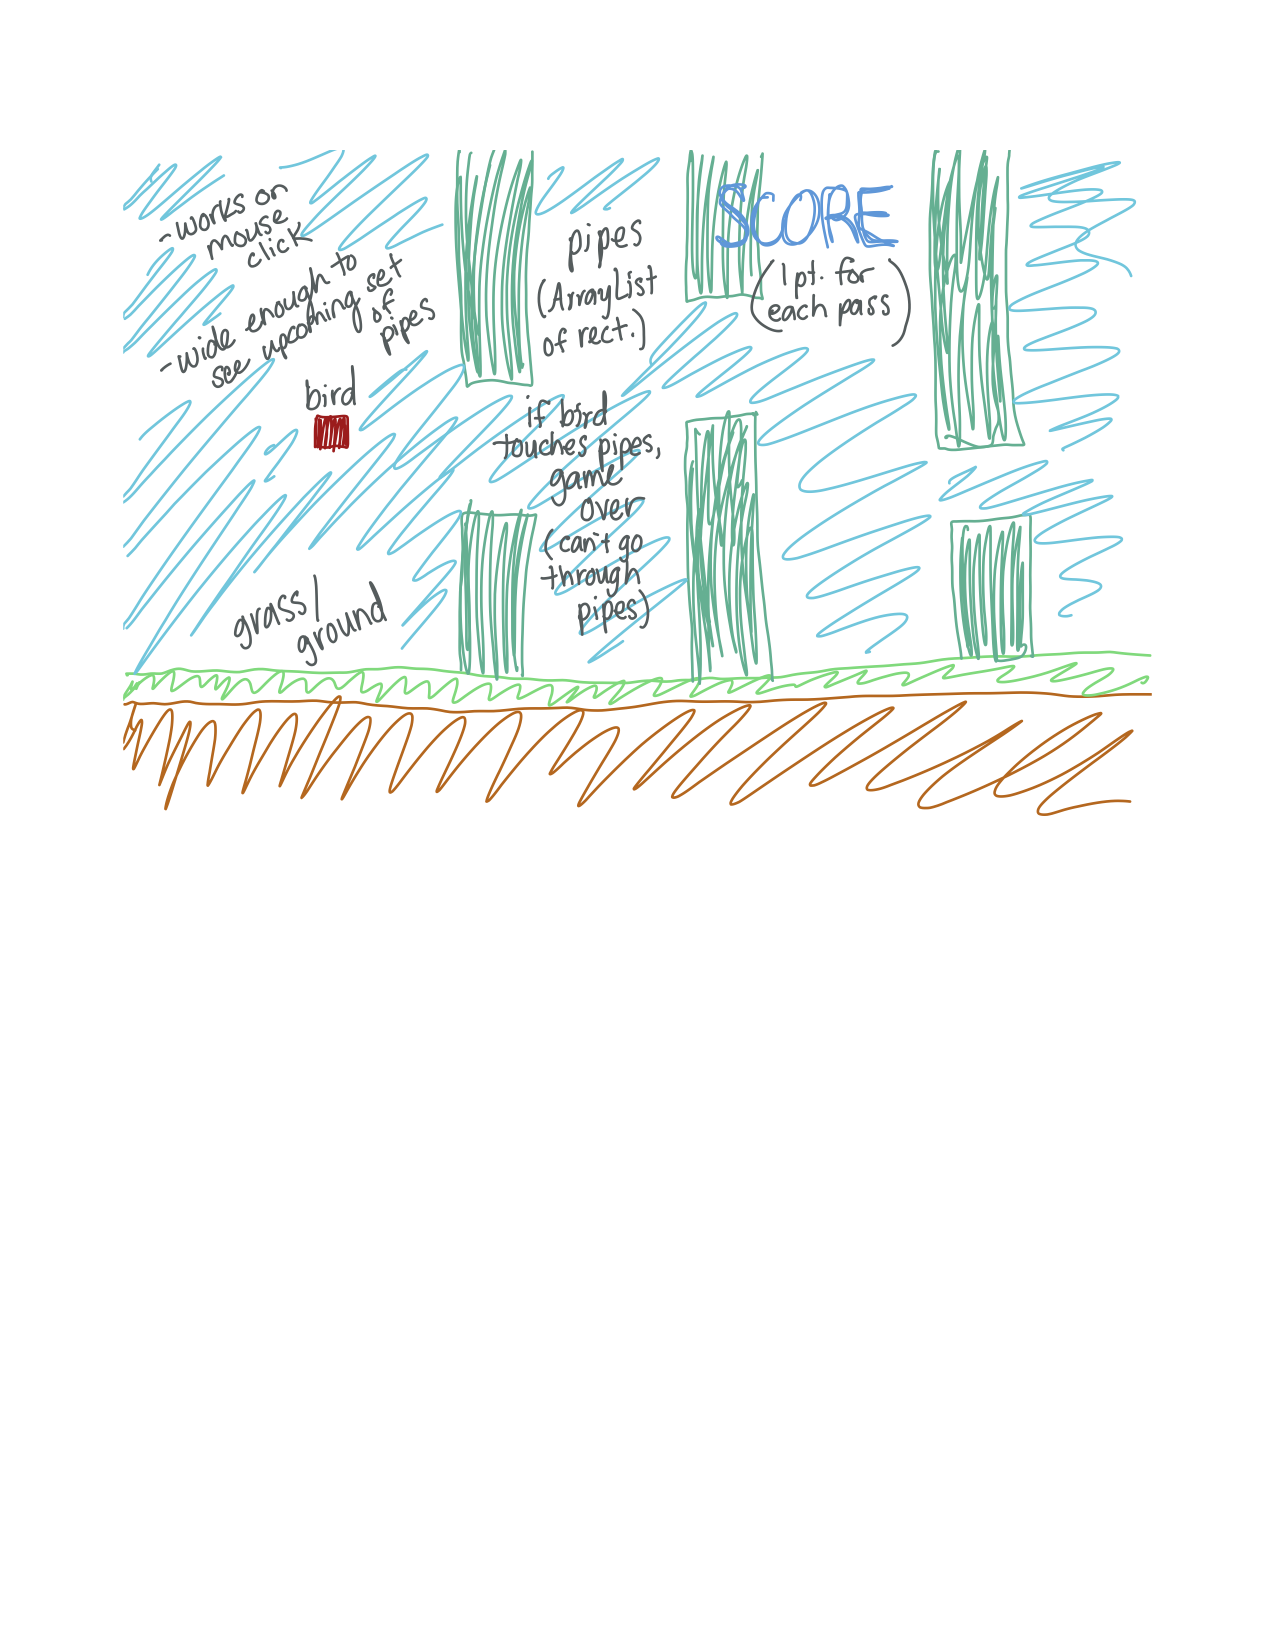 - works on
mouse
click
- wide enough to
see upcoming set
of
pipes
bird
pipes
(ArrayList
of rect.)
SCORE
(1 pt. for
each pass)
if bird
touches pipes,
game
over
(can't go
through
pipes)
grass/
ground